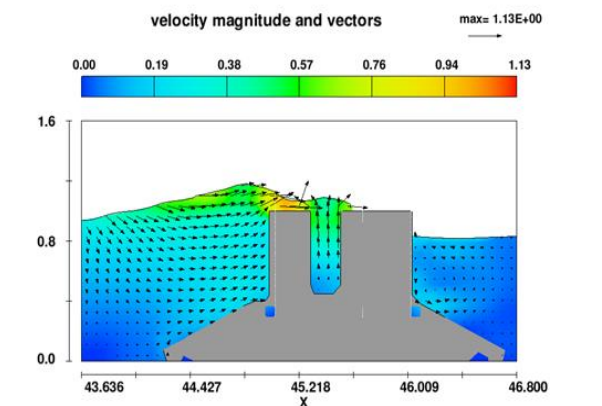 velocity magnitude and vectors
max= 1.13E+00
0.00 0.19 0.38 0.57 0.76 0.94 1.13
1.6
0.8
0.0
43.636 44.427 45.218 46.009 46.800
X